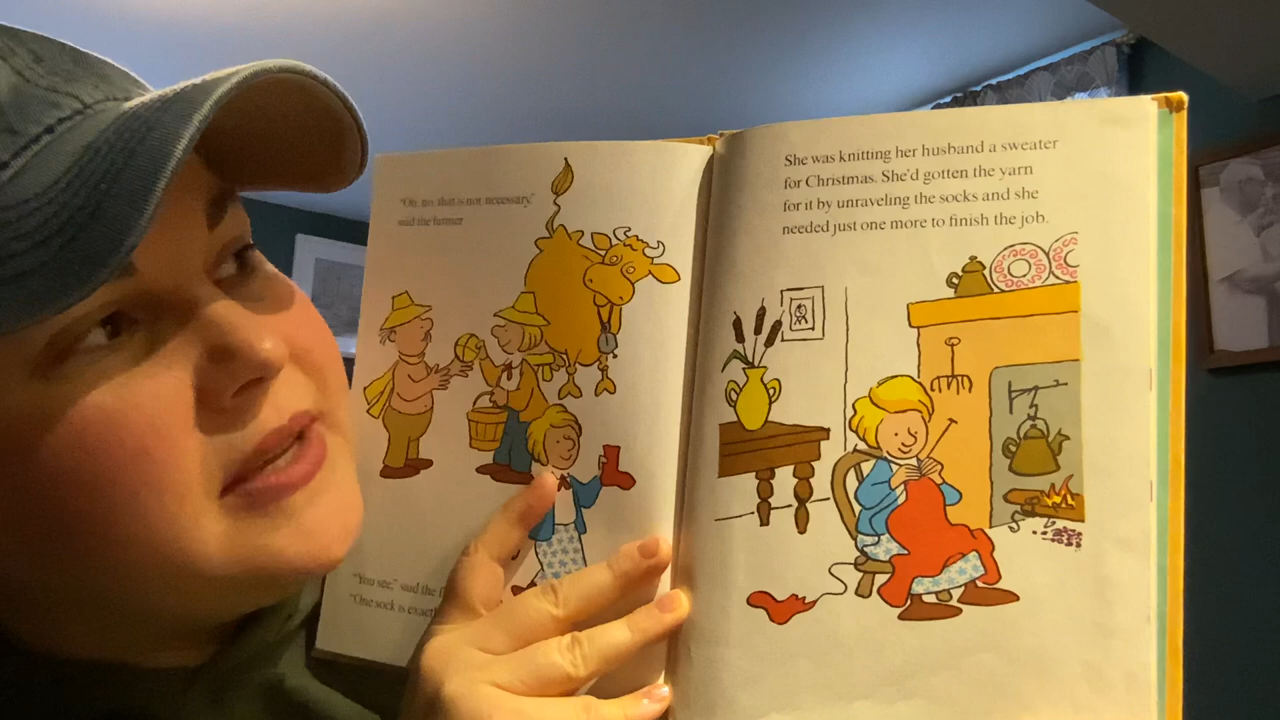 "Oh, no, that is not necessary,"
said the farmer.
"You see," said the
"One sock is
She was knitting her husband a sweater
for Christmas. She'd gotten the yarn
for it by unraveling the socks and she
needed just one more to finish the job.